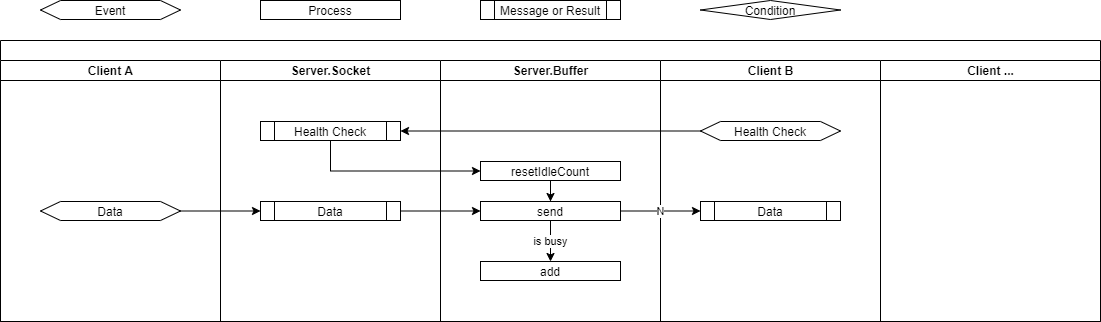 Event
Process
Message or Result
Condition
Client A
Server.Socket
Server.Buffer
Client B
Client ...
Health Check
Health Check
resetIdleCount
Data
Data
send
N
Data
is busy
add